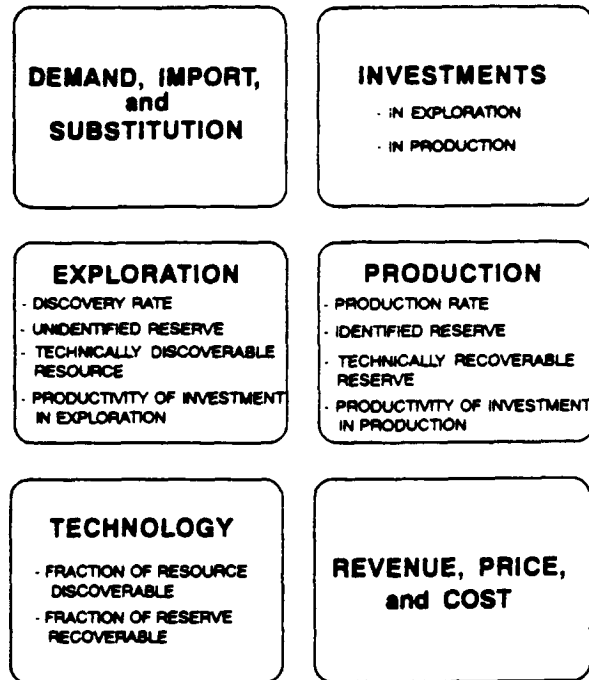 DEMAND, IMPORT,
and
SUBSTITUTION
INVESTMENTS
- IN EXPLORATION
- IN PRODUCTION
EXPLORATION
- DISCOVERY RATE
- UNIDENTIFIED RESERVE
- TECHNICALLY DISCOVERABLE
RESOURCE
- PRODUCTIVITY OF INVESTMENT
IN EXPLORATION
PRODUCTION
- PRODUCTION RATE
- IDENTIFIED RESERVE
- TECHNICALLY RECOVERABLE
RESERVE
- PRODUCTIVITY OF INVESTMENT
IN PRODUCTION
TECHNOLOGY
- FRACTION OF RESOURCE
DISCOVERABLE
- FRACTION OF RESERVE
RECOVERABLE
REVENUE, PRICE,
and COST